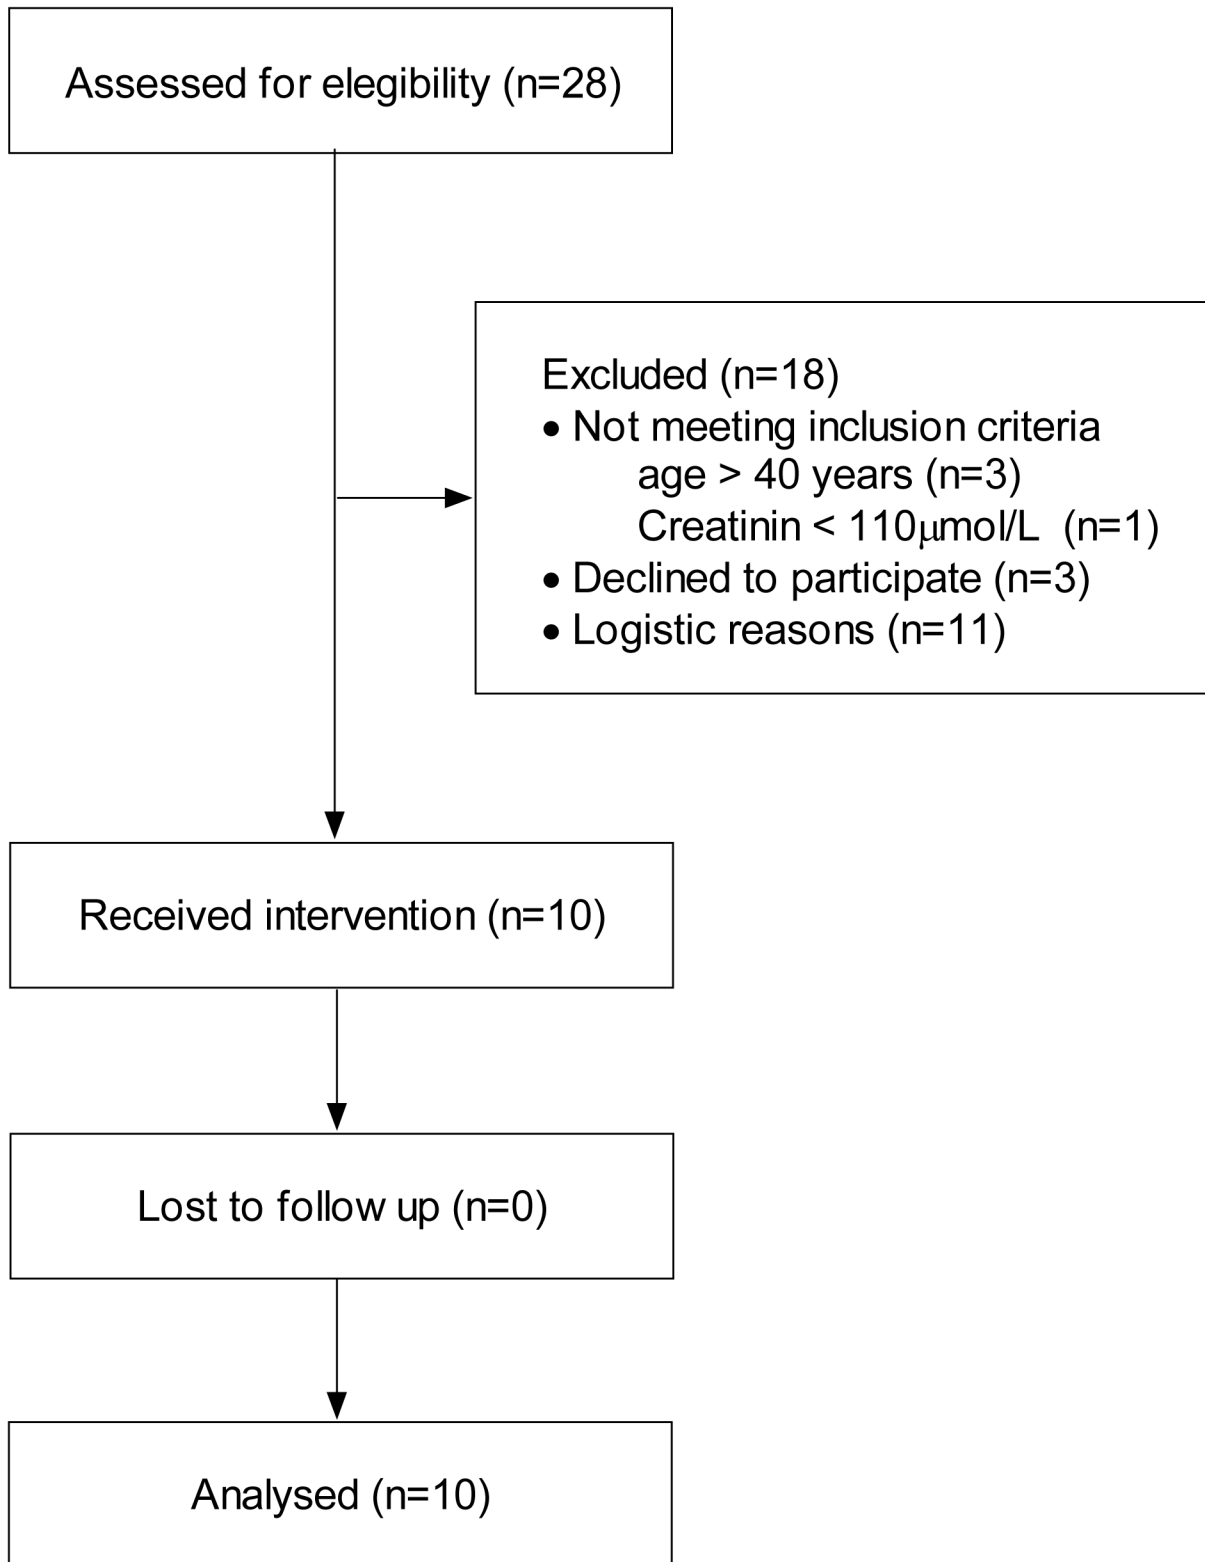 Assessed for elegibility (n=28)
Excluded (n=18)
• Not meeting inclusion criteria
age > 40 years (n=3)
Creatinin < 110μmol/L (n=1)
• Declined to participate (n=3)
• Logistic reasons (n=11)
Received intervention (n=10)
Lost to follow up (n=0)
Analysed (n=10)